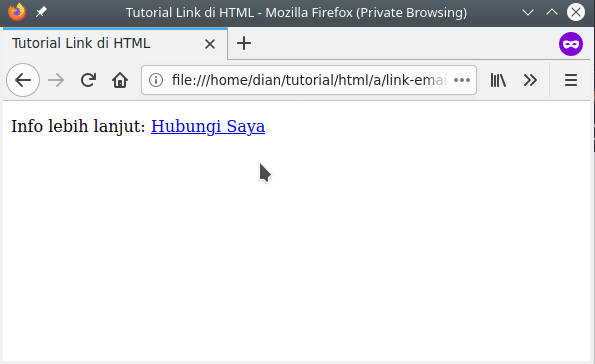 Tutorial Link di HTML - Mozilla Firefox (Private Browsing)
Tutorial Link di HTML
file:///home/dian/tutorial/html/a/link-emai
Info lebih lanjut: Hubungi Saya